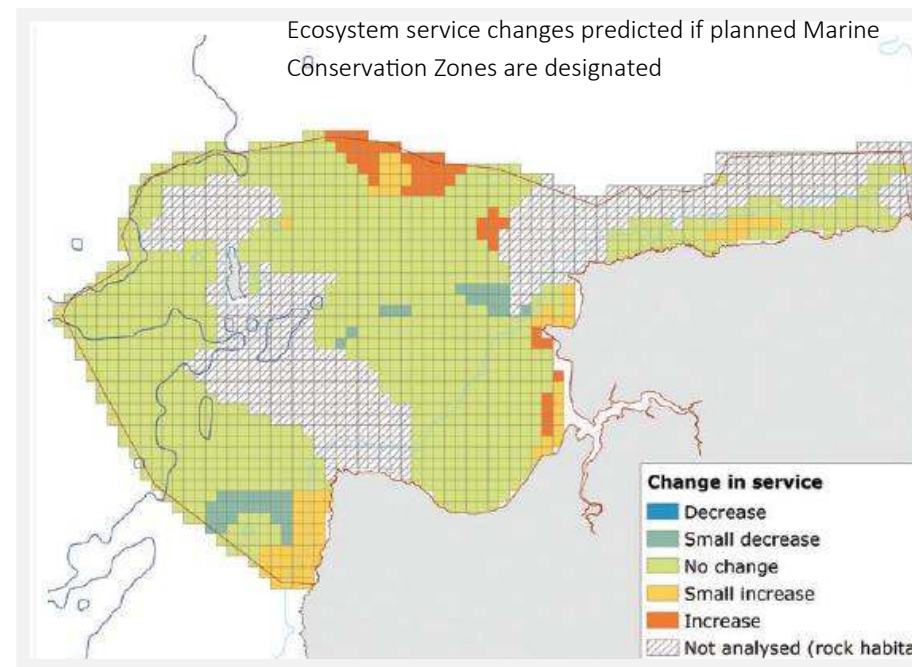 Ecosystem service changes predicted if planned Marine
Conservation Zones are designated
Change in service
Decrease
Small decrease
No change
Small increase
Increase
Not analysed (rock habita